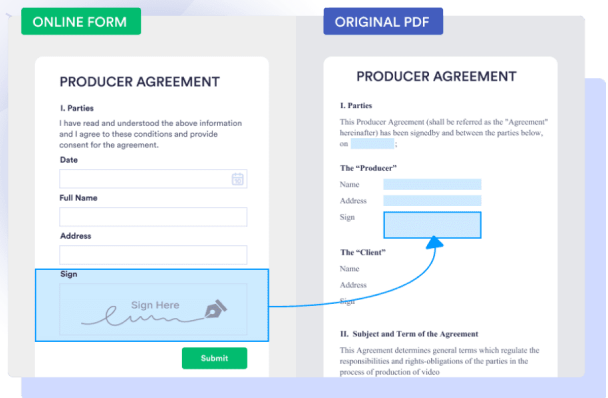 ONLINE FORM
PRODUCER AGREEMENT
I. Parties
I have read and understood the above information
and I agree to these conditions and provide
consent for the agreement.
Date
Full Name
Address
Sign
Sign Here
Submit
ORIGINAL PDF
PRODUCER AGREEMENT
I. Parties
This Producer Agreement (shall be referred as the "Agreement"
hereinafter) has been signedby and between the parties below,
on ;
The “Producer”
Name
Address
Sign
The “Client”
Name
Address
Sign
II. Subject and Term of the Agreement
This Agreement determines general terms which regulate the
responsibilities and rights-obligations of the parties in the
process of production of video